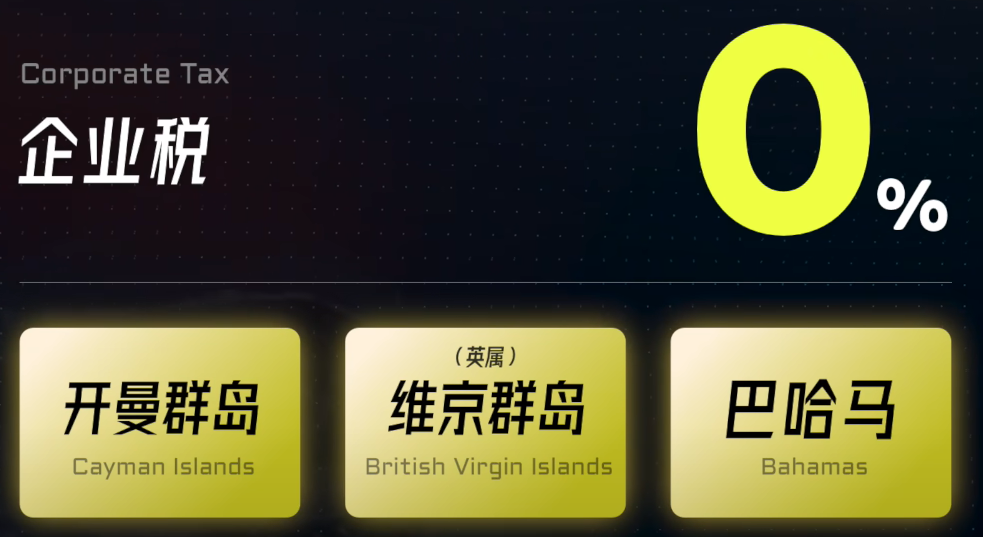 Corporate Tax
企业税
0%
开曼群岛
Cayman Islands
（英属）
维京群岛
British Virgin Islands
巴哈马
Bahamas